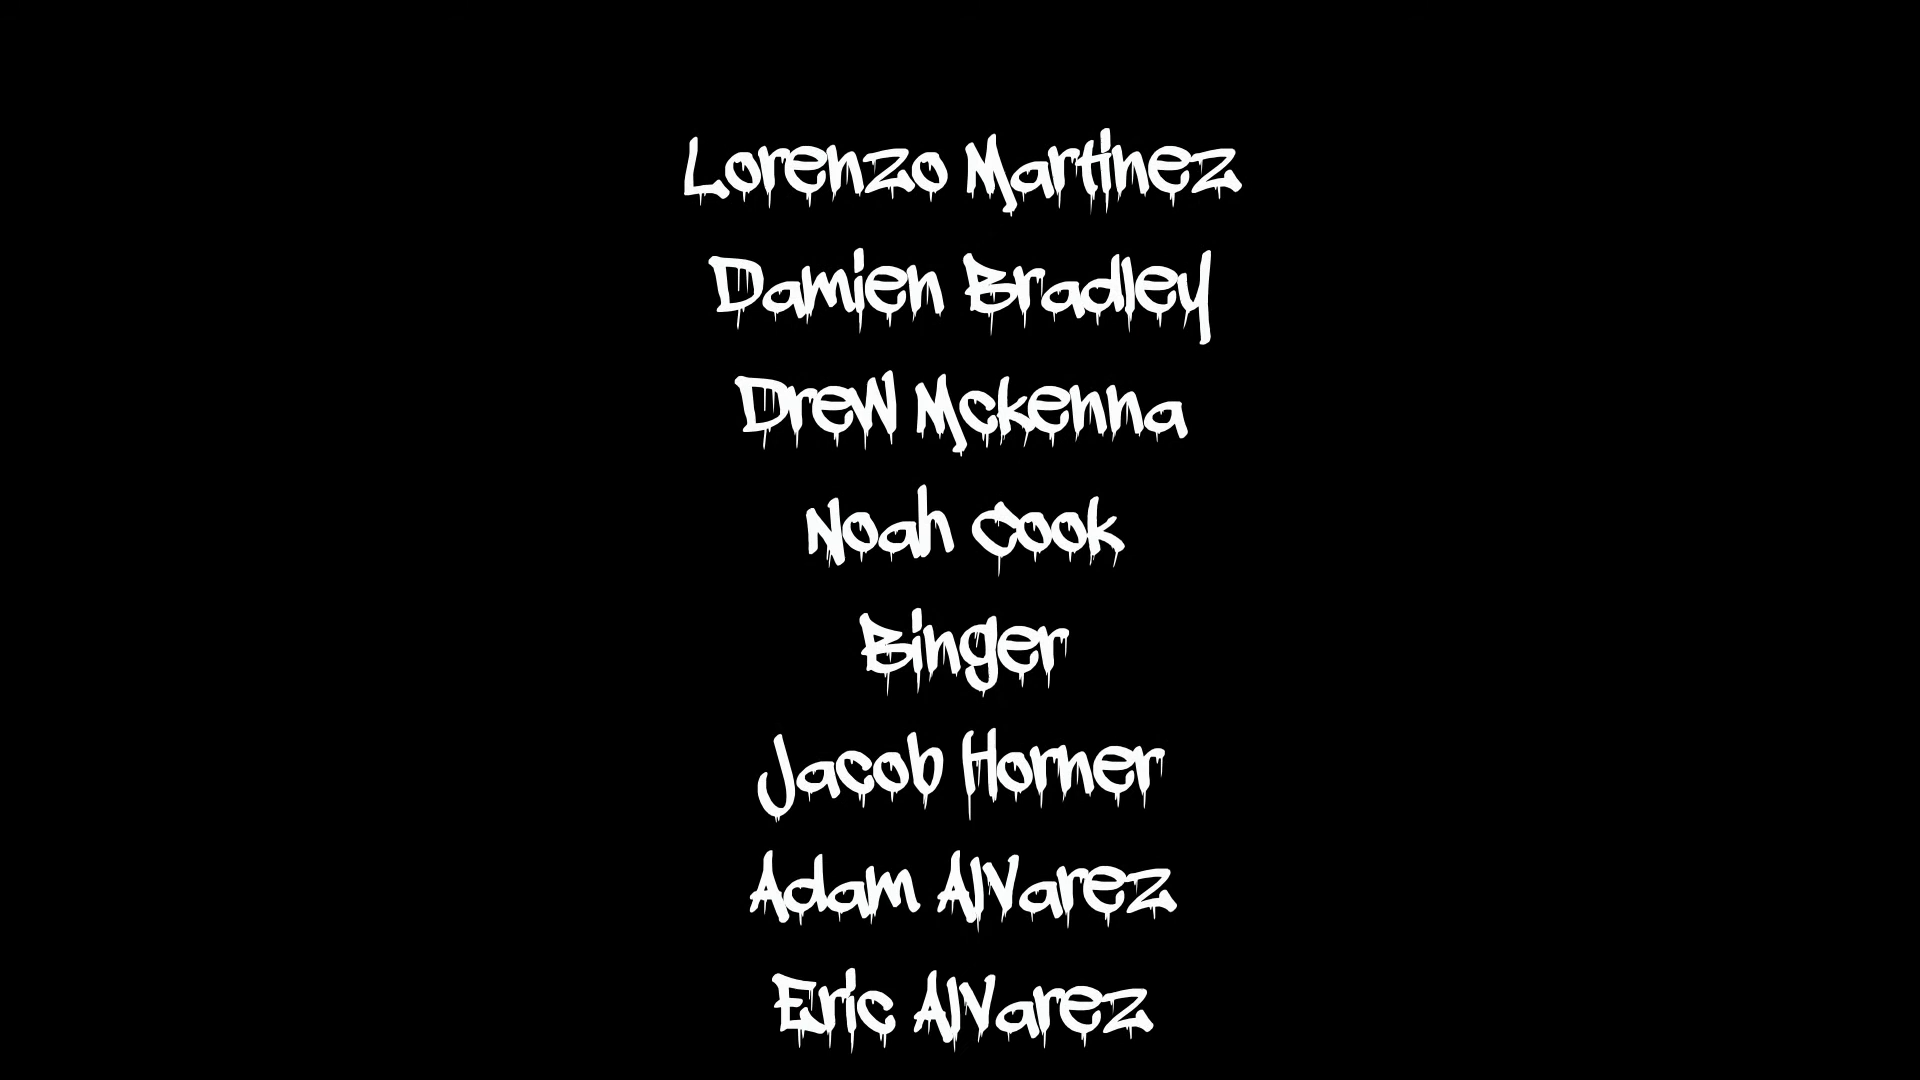 Lorenzo Martinez
Damien Bradley
Drew Mckenna
Noah Cook
Binger
Jacob Horner
Adam Alvarez
Eric Alvarez